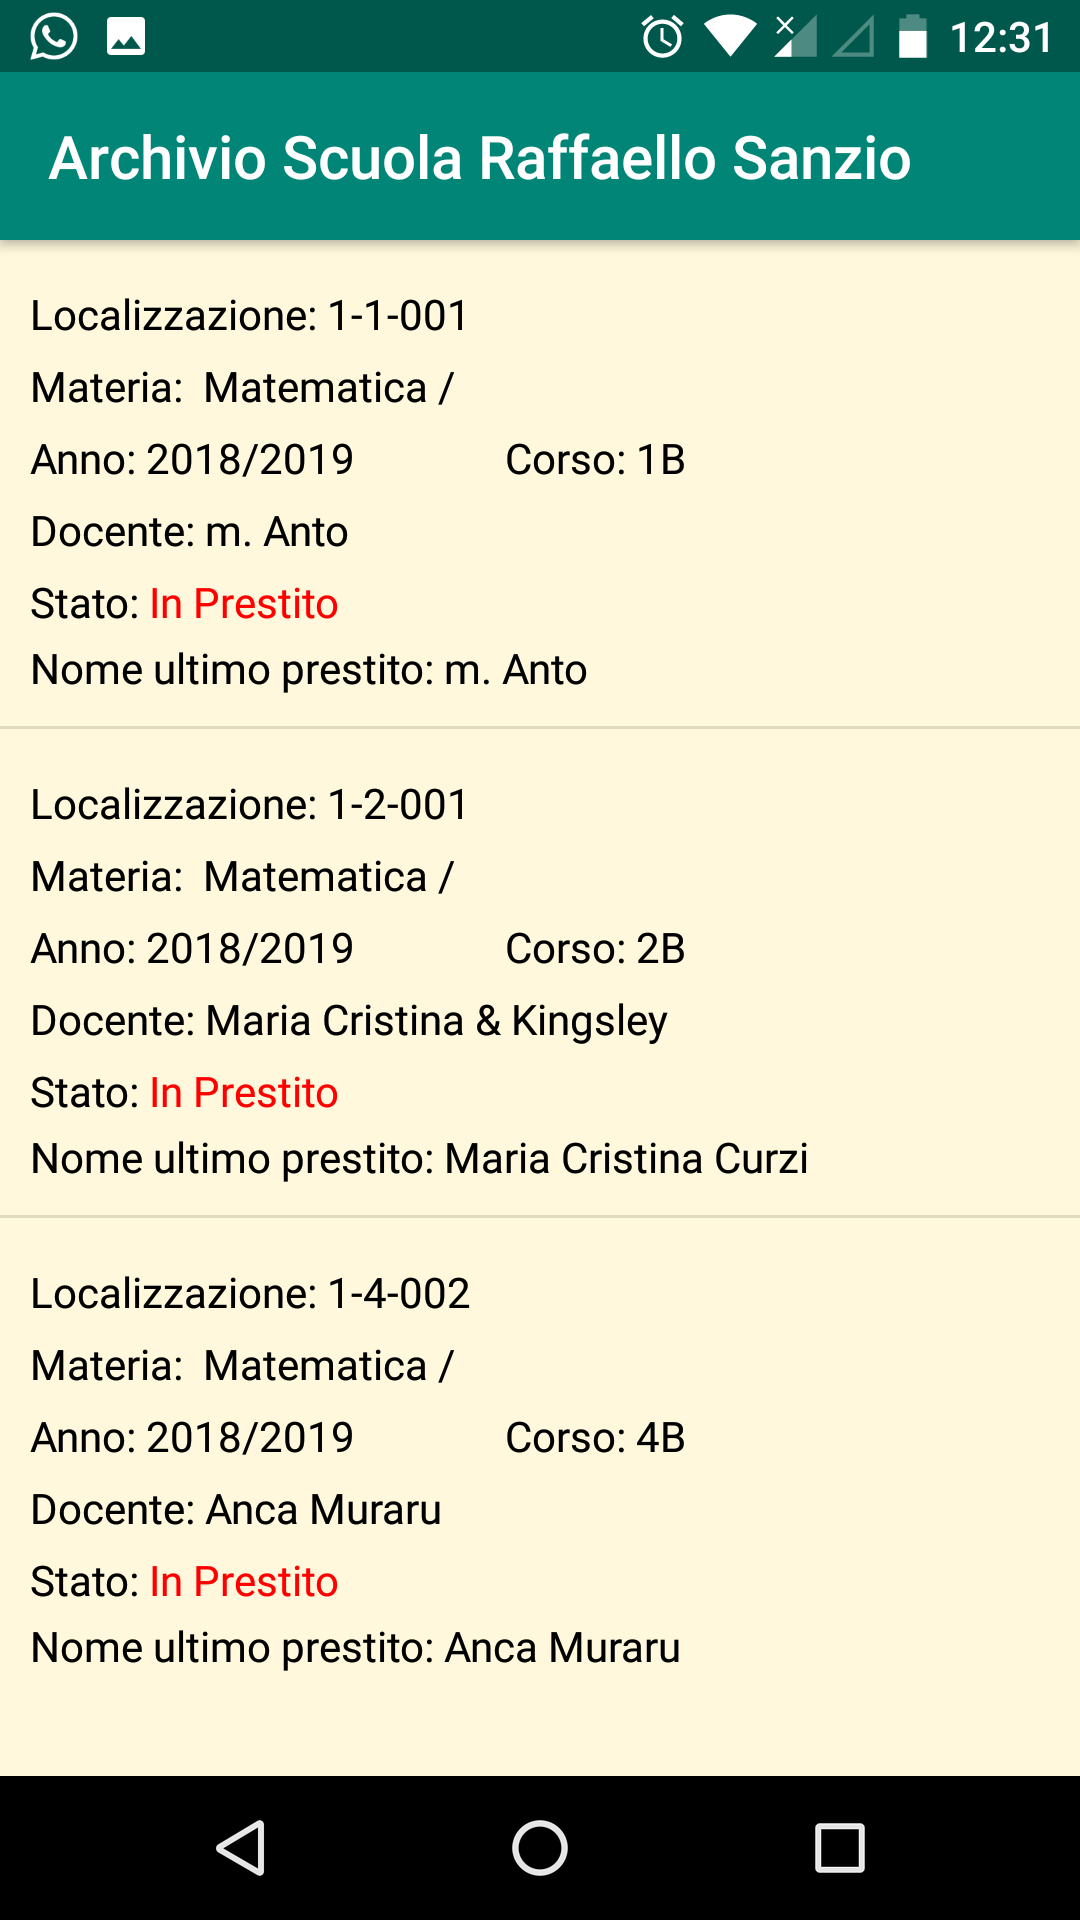 12:31
Archivio Scuola Raffaello Sanzio
Localizzazione: 1-1-001
Materia:  Matematica /
Anno: 2018/2019 Corso: 1B
Docente: m. Anto
Stato: In Prestito
Nome ultimo prestito: m. Anto
Localizzazione: 1-2-001
Materia:  Matematica /
Anno: 2018/2019 Corso: 2B
Docente: Maria Cristina & Kingsley
Stato: In Prestito
Nome ultimo prestito: Maria Cristina Curzi
Localizzazione: 1-4-002
Materia:  Matematica /
Anno: 2018/2019 Corso: 4B
Docente: Anca Muraru
Stato: In Prestito
Nome ultimo prestito: Anca Muraru